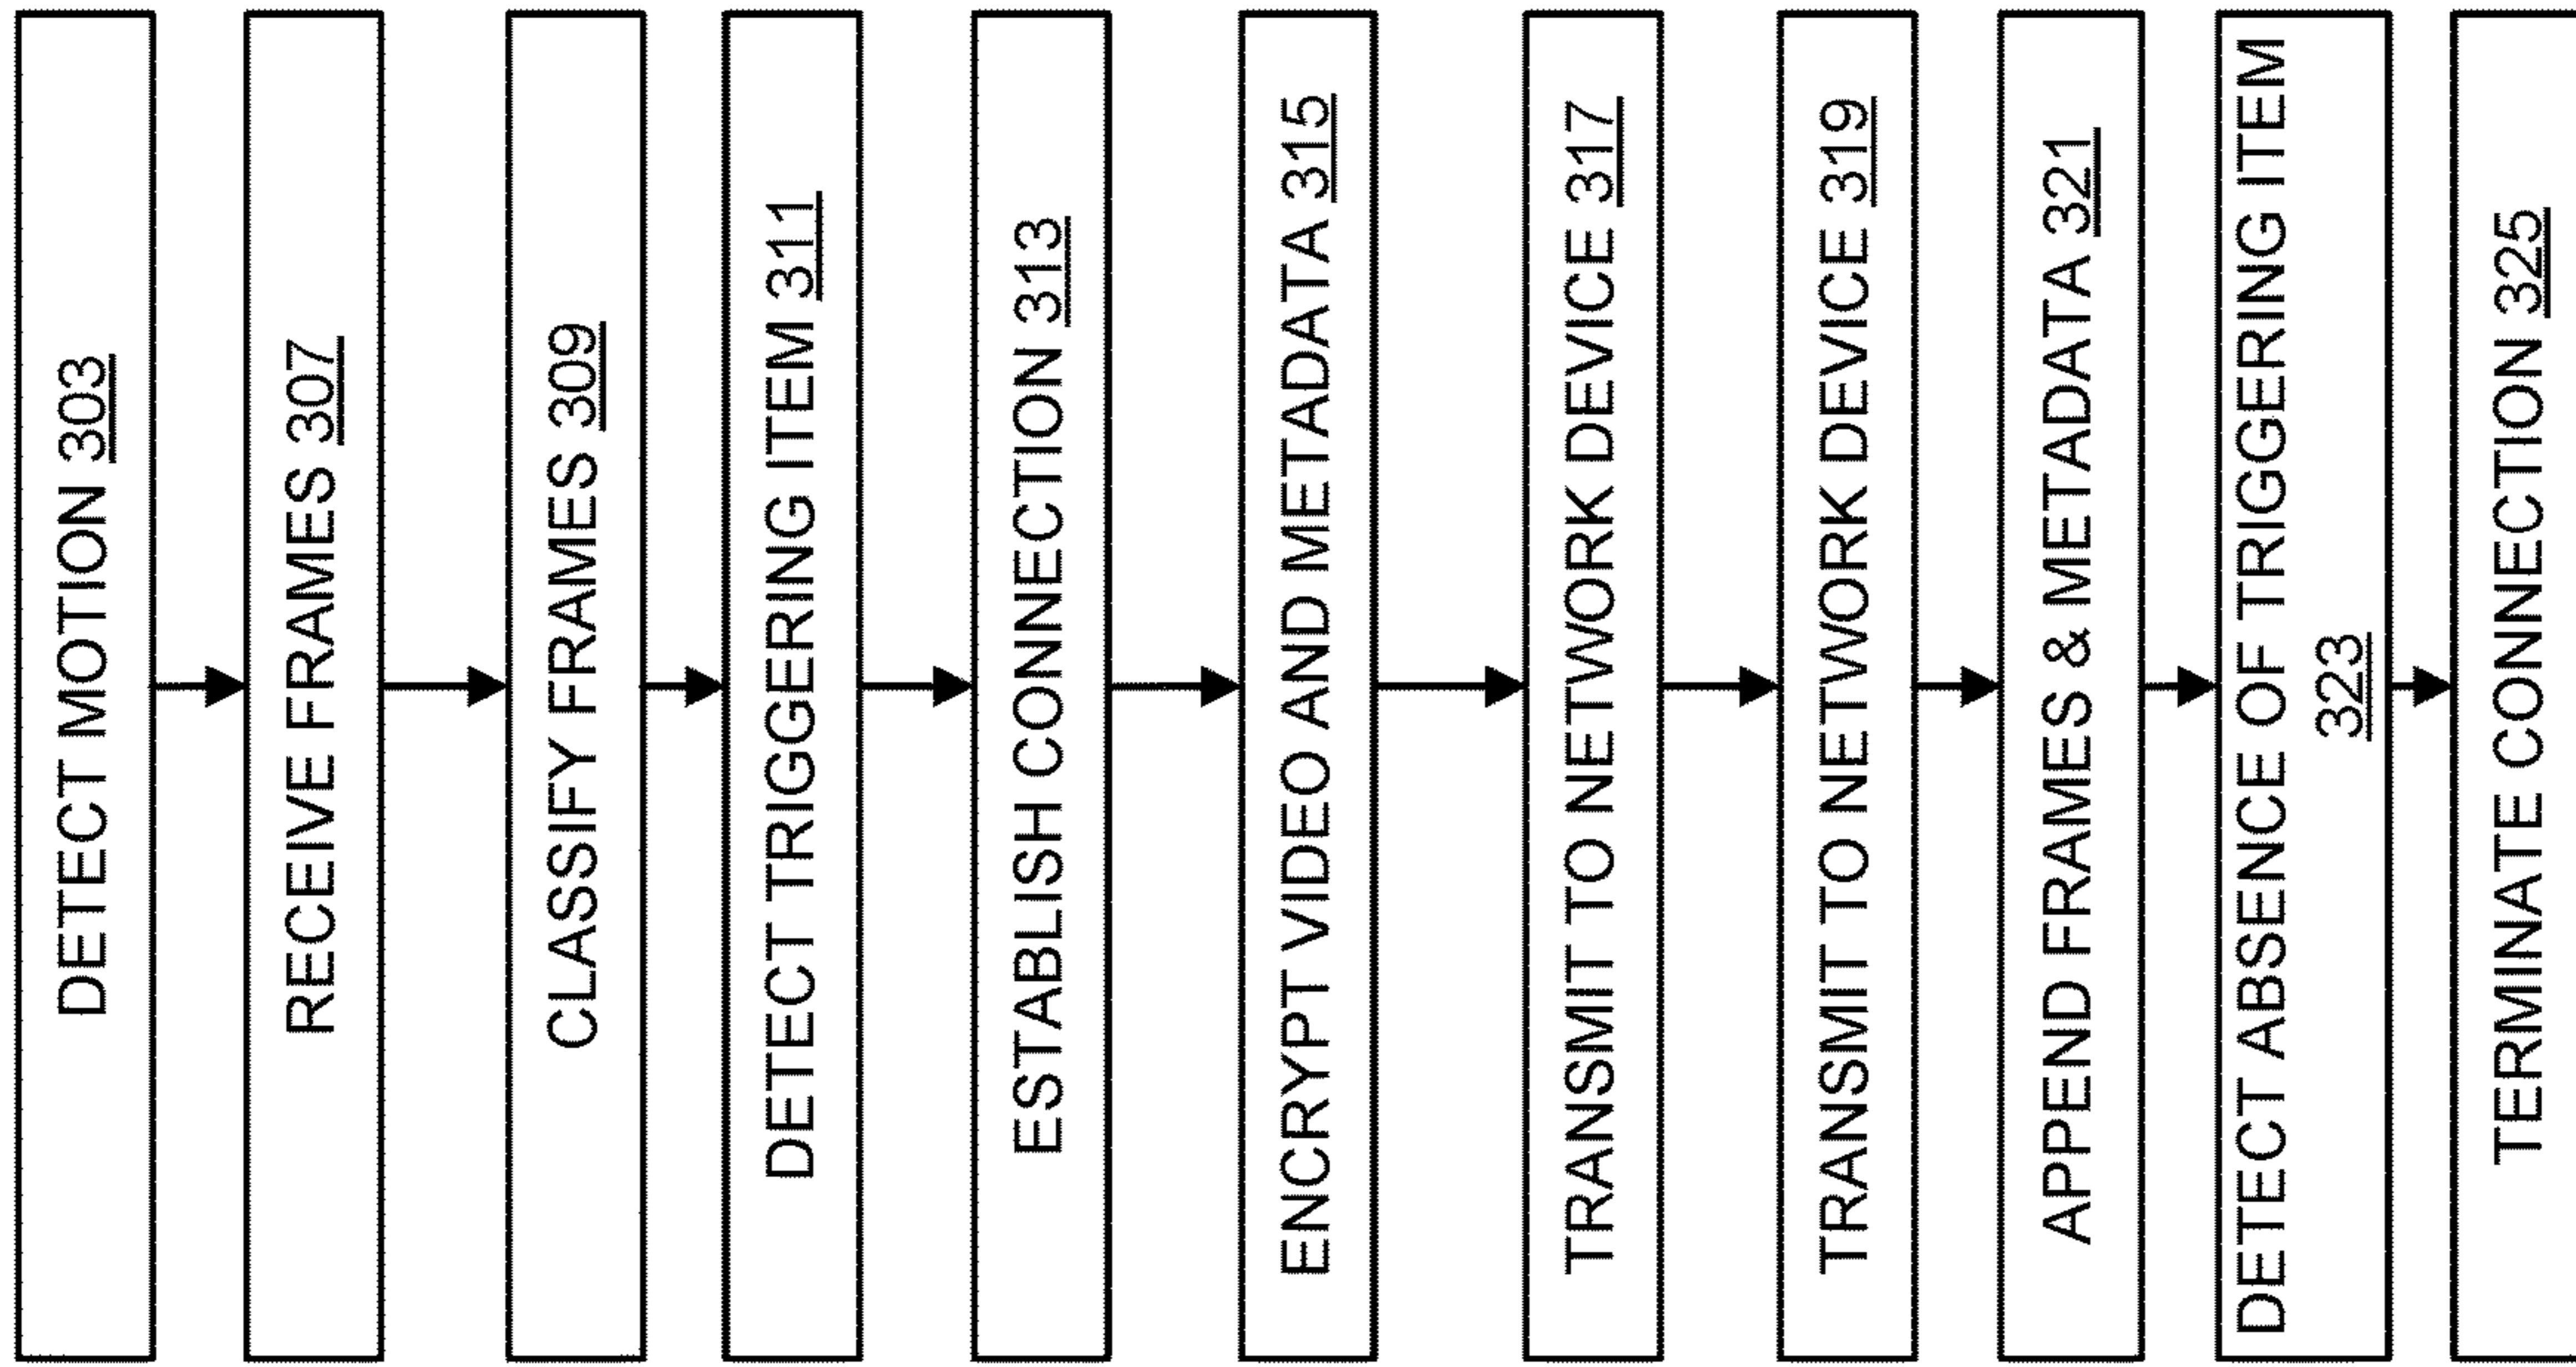 DETECT MOTION 303
RECEIVE FRAMES 307
CLASSIFY FRAMES 309
DETECT TRIGGERING ITEM 311
ESTABLISH CONNECTION 313
ENCRYPT VIDEO AND METADATA 315
TRANSMIT TO NETWORK DEVICE 317
TRANSMIT TO NETWORK DEVICE 319
APPEND FRAMES & METADATA 321
DETECT ABSENCE OF TRIGGERING ITEM
323
TERMINATE CONNECTION 325